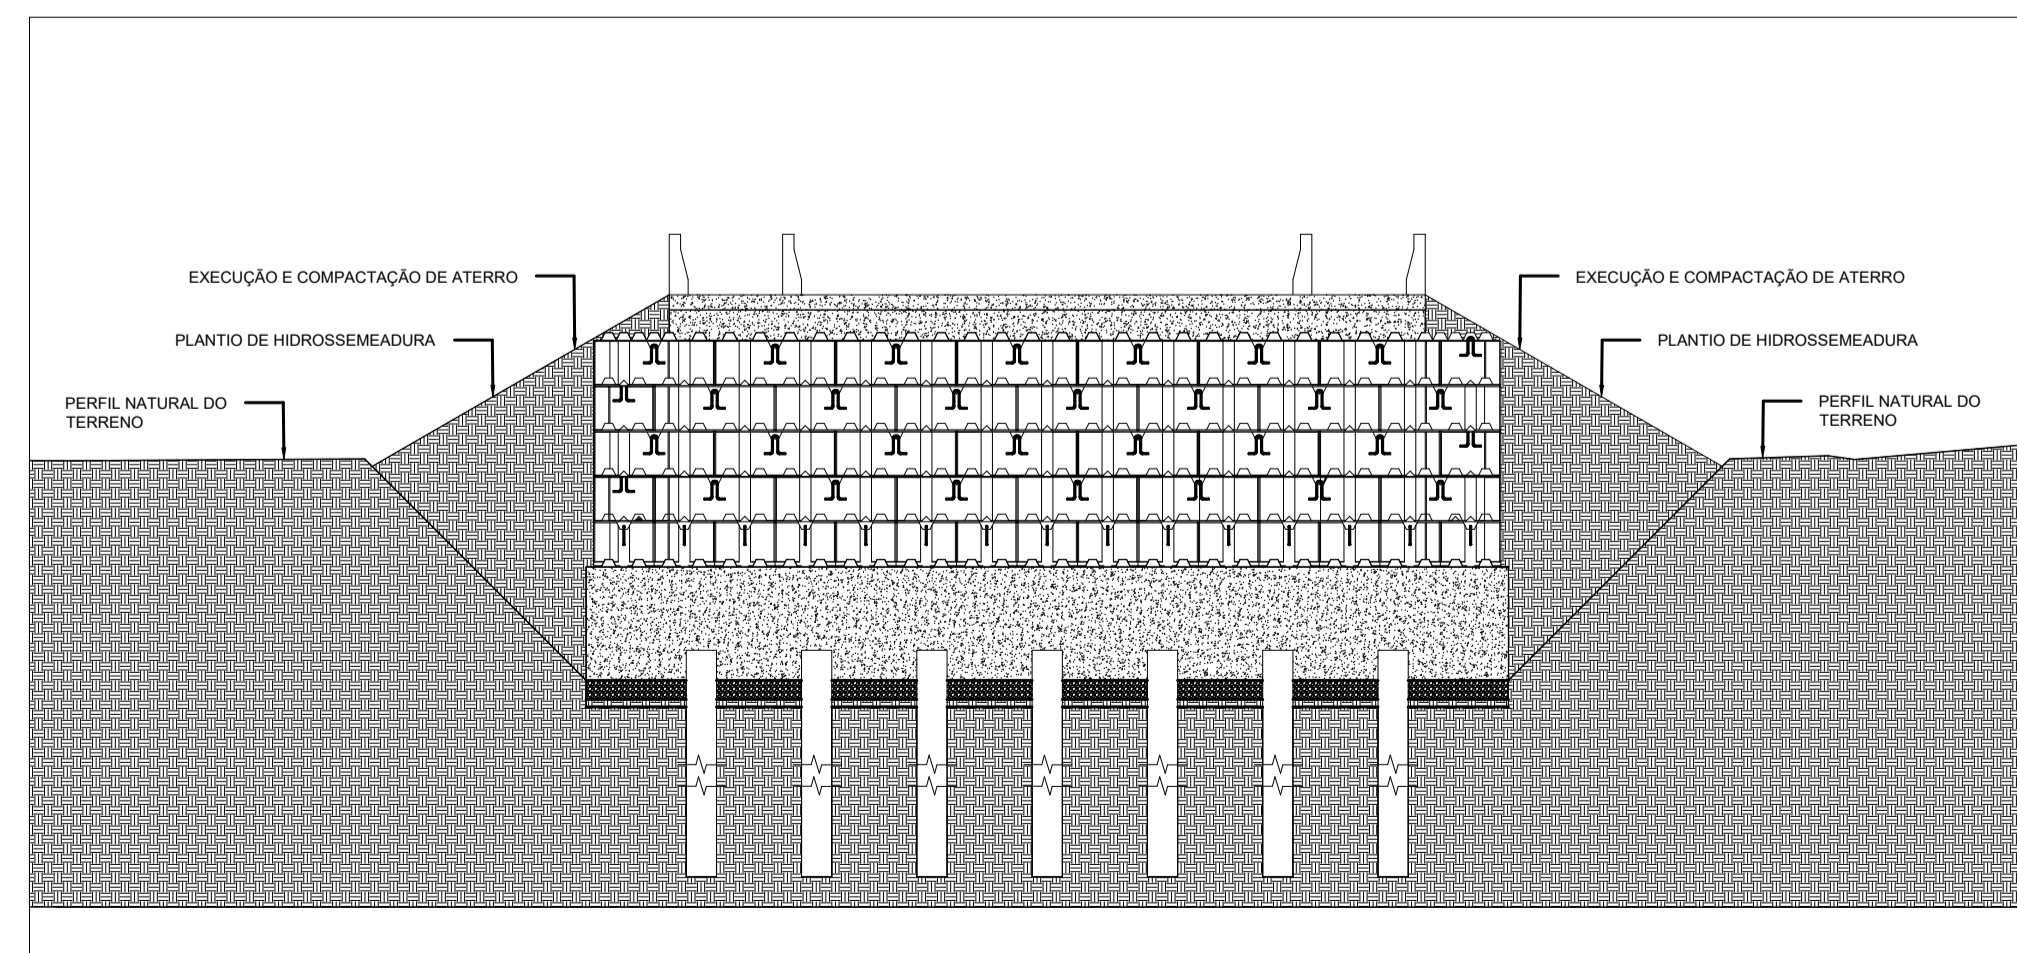 EXECUÇÃO E COMPACTAÇÃO DE ATERRO
PLANTIO DE HIDROSSEMEADURA
PERFIL NATURAL DO
TERRENO
EXECUÇÃO E COMPACTAÇÃO DE ATERRO
PLANTIO DE HIDROSSEMEADURA
PERFIL NATURAL DO
TERRENO